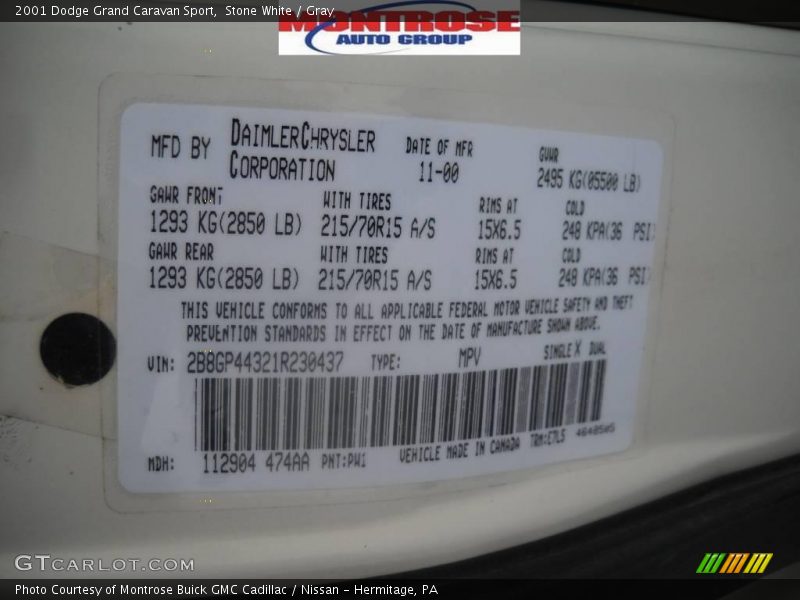 2001 Dodge Grand Caravan Sport, Stone White / Gray
MONTROSE
AUTO GROUP
MFD BY DAIMLERCHRYSLER CORPORATION
DATE OF MFR 11-00
GVWR 2495 KG(05500 LB)
GAWR FRONT WITH TIRES RIMS AT COLD
1293 KG(2850 LB) 215/70R15 A/S 15X6.5 248 KPA(36 PSI)
GAWR REAR WITH TIRES RIMS AT COLD
1293 KG(2850 LB) 215/70R15 A/S 15X6.5 248 KPA(36 PSI)
THIS VEHICLE CONFORMS TO ALL APPLICABLE FEDERAL MOTOR VEHICLE SAFETY AND THEFT
PREVENTION STANDARDS IN EFFECT ON THE DATE OF MANUFACTURE SHOWN ABOVE.
VIN: 2B8GP44321R230437 TYPE: MPV SINGLE X DUAL
MDH: 112904 474AA PNT:PW1 VEHICLE MADE IN CANADA TRM:E7L5
GTCARLOT.COM
Photo Courtesy of Montrose Buick GMC Cadillac / Nissan - Hermitage, PA